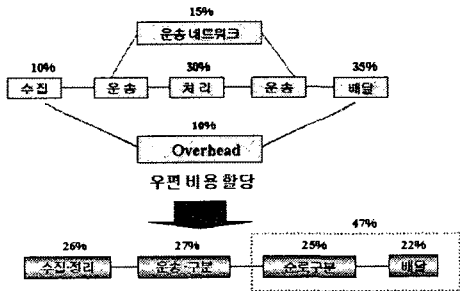 15%
운송네트워크
10% 30% 35%
수집 운송 처리 운송 배달
10%
Overhead
우편비용할당
47%
26% 27% 25% 22%
수집·정리 운송·구분 순로구분 배달